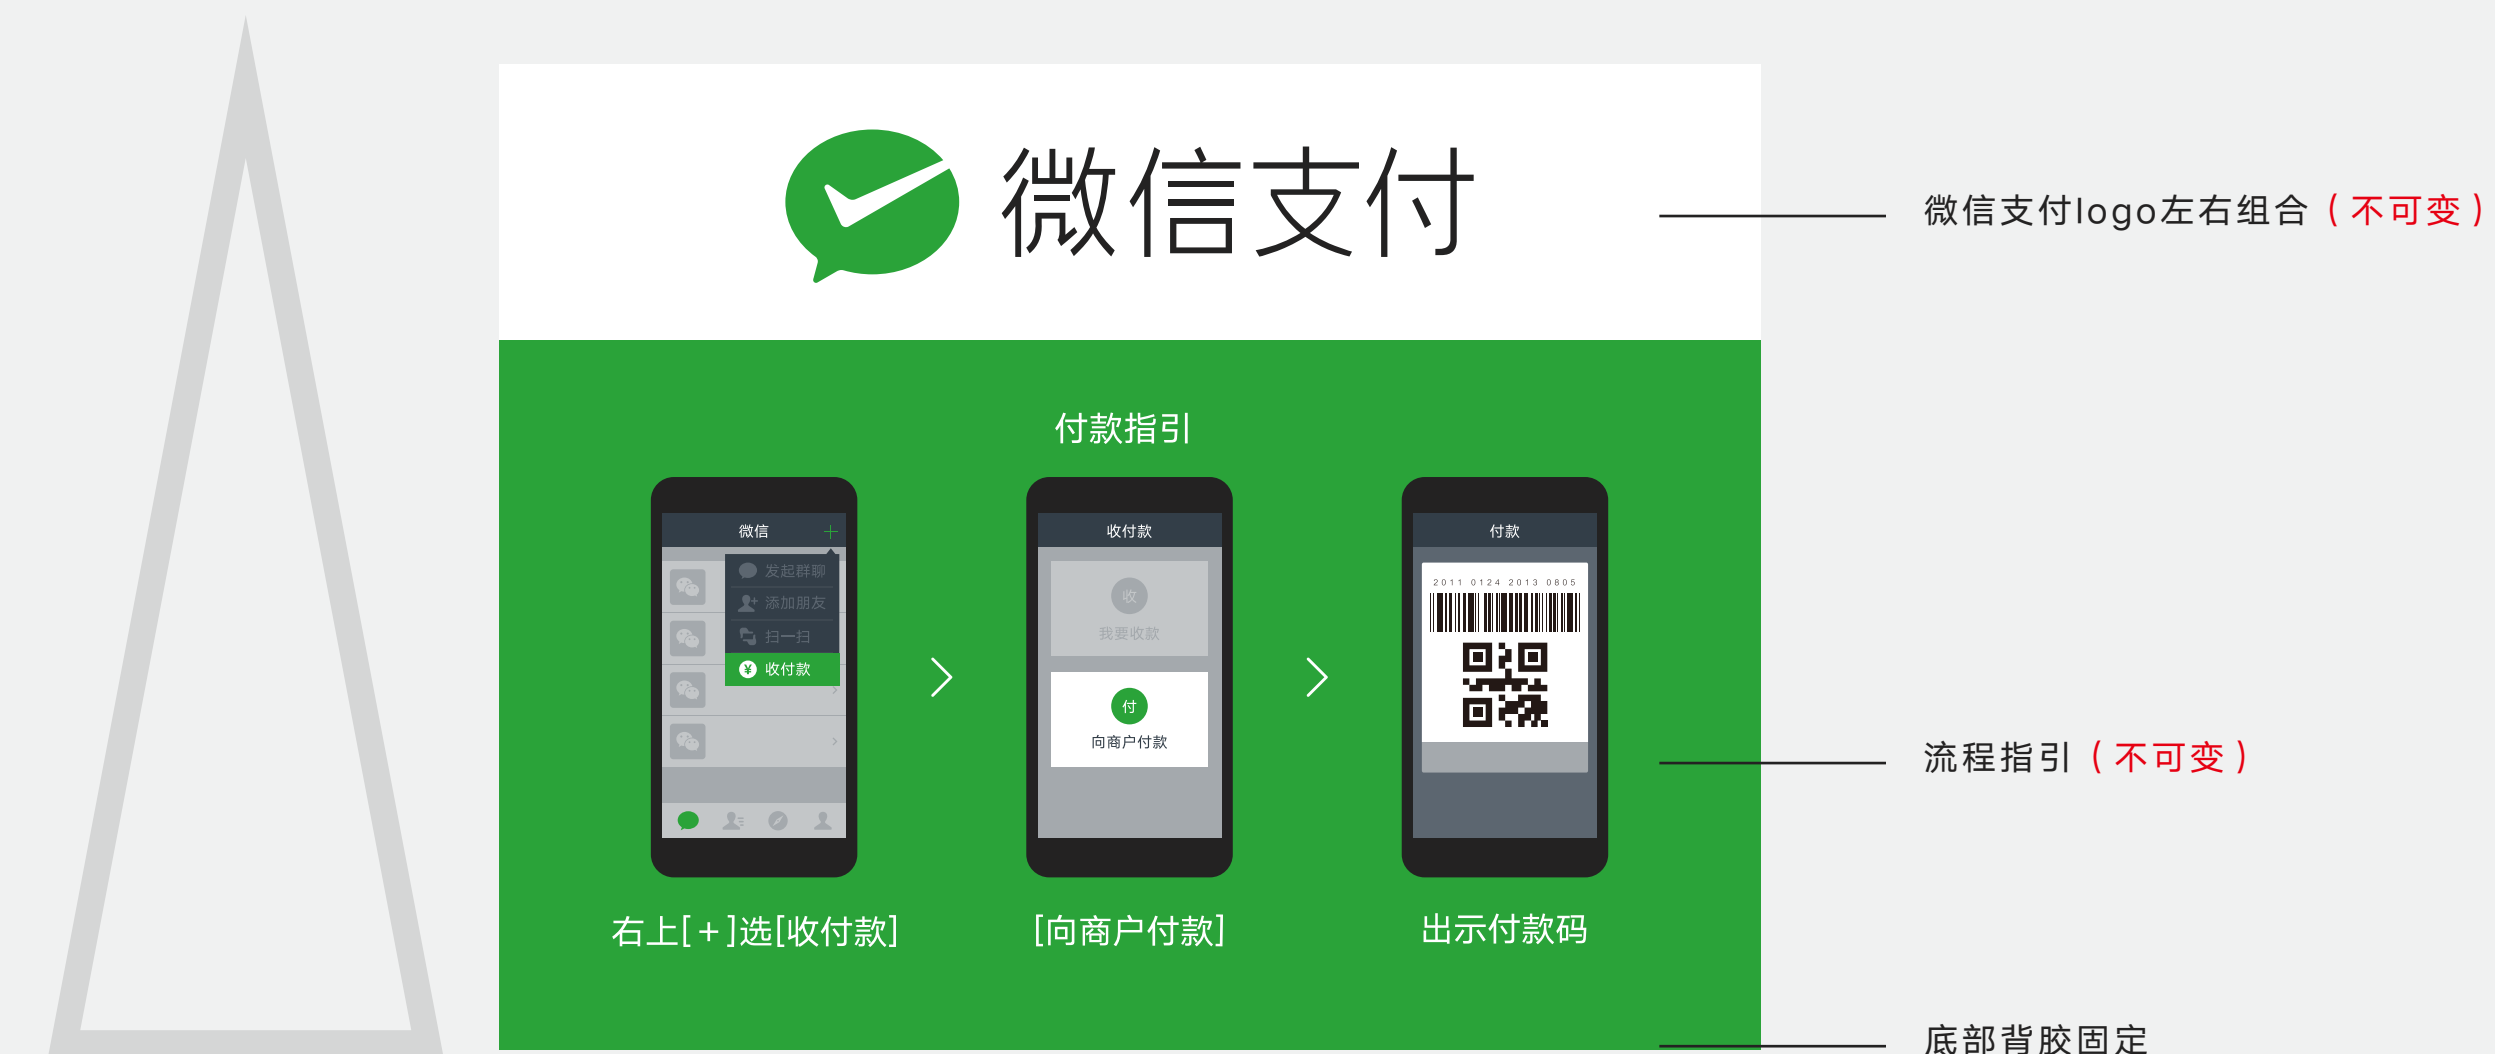 微信支付
微信支付logo左右组合(不可变)
付款指引
微信
发起群聊
添加朋友
扫一扫
收付款
收付款
收
我要收款
付
向商户付款
付款
2011 0124 2013 0805
流程指引(不可变)
右上[+]选[收付款]
[向商户付款]
出示付款码
底部背胶固定